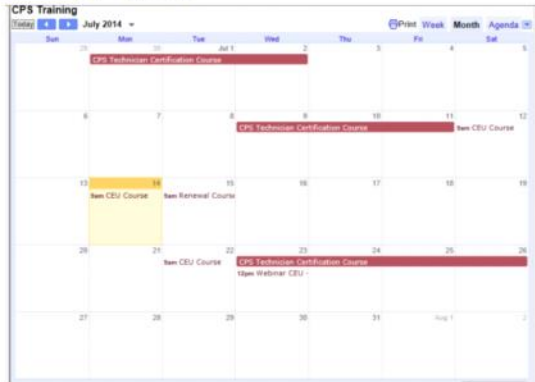 CPS Training
Today July 2014 Print Week Month Agenda
Sun Mon Tue Wed Thu Fri Sat
29 30 Jul 1 2 3 4 5
CPS Technician Certification Course
6 7 8 9 10 11 12
CPS Technician Certification Course 9am CEU Course
13 14 15 16 17 18 19
9am CEU Course 9am Renewal Course
20 21 22 23 24 25 26
9am CEU Course CPS Technician Certification Course
12pm Webinar CEU -
27 28 29 30 31 Aug 1 2